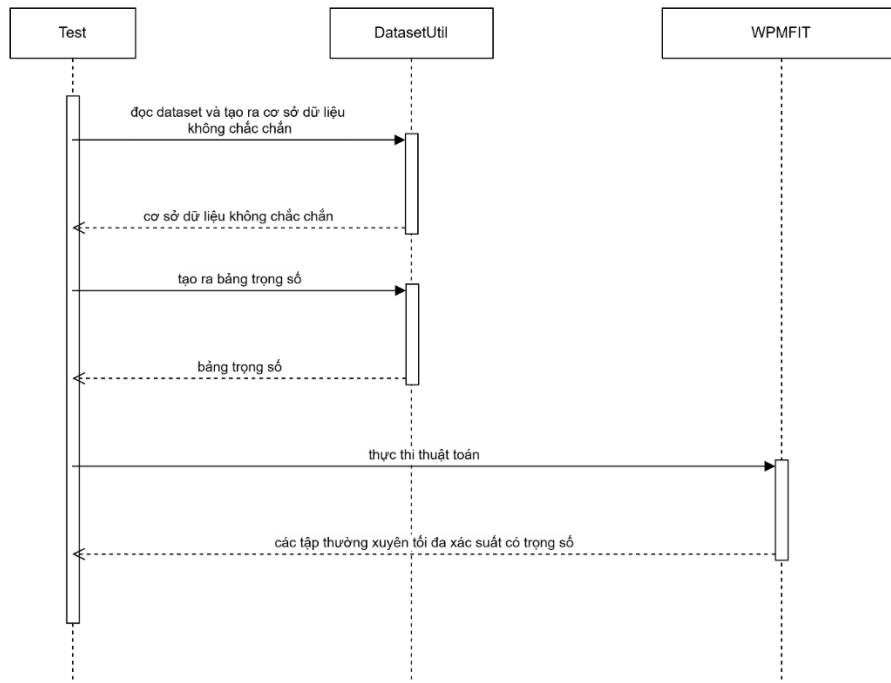 Test
DatasetUtil
WPMFIT
đọc dataset và tạo ra cơ sở dữ liệu
không chắc chắn
cơ sở dữ liệu không chắc chắn
tạo ra bảng trọng số
bảng trọng số
thực thi thuật toán
các tập thường xuyên tối đa xác suất có trọng số